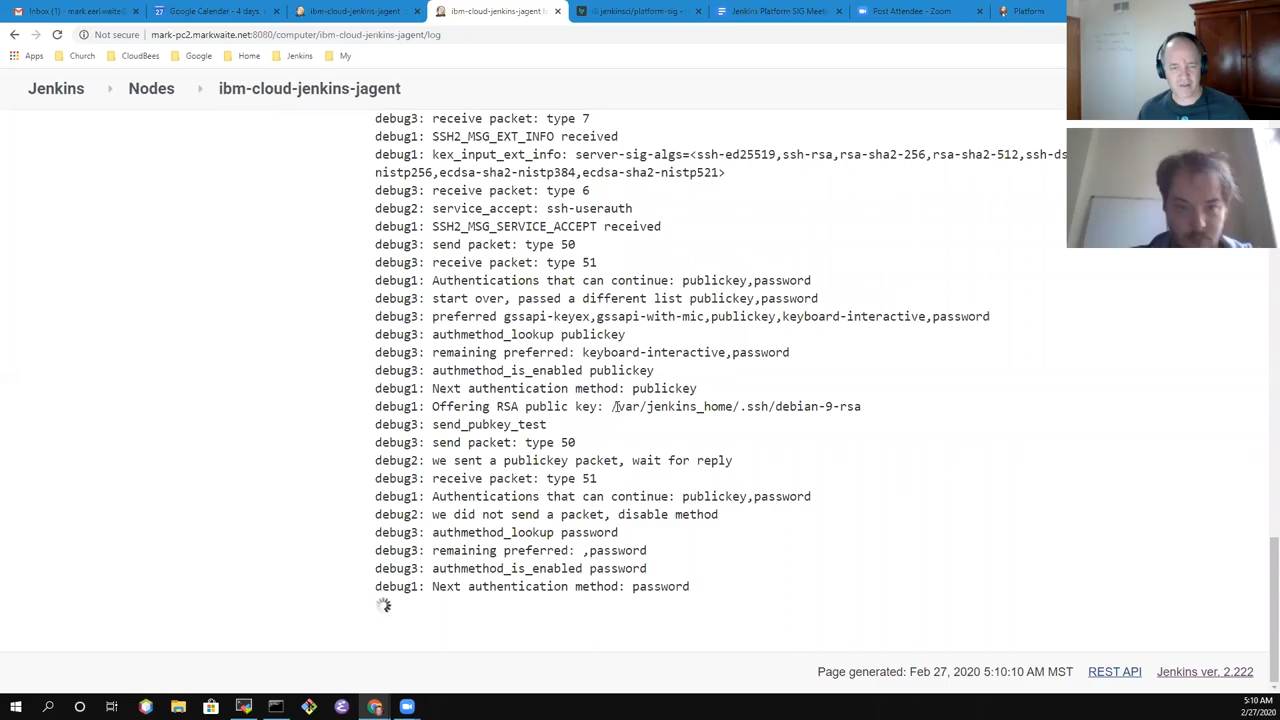 Inbox (1) - mark.earl.waite@
Google Calendar - 4 days, s
ibm-cloud-jenkins-jagent
ibm-cloud-jenkins-jagent lo
jenkinsci/platform-sig - G
Jenkins Platform SIG Meeti
Post Attendee - Zoom
Platform
Not secure | mark-pc2.markwaite.net:8080/computer/ibm-cloud-jenkins-jagent/log
Apps Church CloudBees Google Home Jenkins My
Jenkins Nodes ibm-cloud-jenkins-jagent
debug3: receive packet: type 7
debug1: SSH2_MSG_EXT_INFO received
debug1: kex_input_ext_info: server-sig-algs=<ssh-ed25519,ssh-rsa,rsa-sha2-256,rsa-sha2-512,ssh-ds
nistp256,ecdsa-sha2-nistp384,ecdsa-sha2-nistp521>
debug3: receive packet: type 6
debug2: service_accept: ssh-userauth
debug1: SSH2_MSG_SERVICE_ACCEPT received
debug3: send packet: type 50
debug3: receive packet: type 51
debug1: Authentications that can continue: publickey,password
debug3: start over, passed a different list publickey,password
debug3: preferred gssapi-keyex,gssapi-with-mic,publickey,keyboard-interactive,password
debug3: authmethod_lookup publickey
debug3: remaining preferred: keyboard-interactive,password
debug3: authmethod_is_enabled publickey
debug1: Next authentication method: publickey
debug1: Offering RSA public key: /var/jenkins_home/.ssh/debian-9-rsa
debug3: send_pubkey_test
debug3: send packet: type 50
debug2: we sent a publickey packet, wait for reply
debug3: receive packet: type 51
debug1: Authentications that can continue: publickey,password
debug2: we did not send a packet, disable method
debug3: authmethod_lookup password
debug3: remaining preferred: ,password
debug3: authmethod_is_enabled password
debug1: Next authentication method: password
Page generated: Feb 27, 2020 5:10:10 AM MST REST API Jenkins ver. 2.222
5:10 AM
2/27/2020